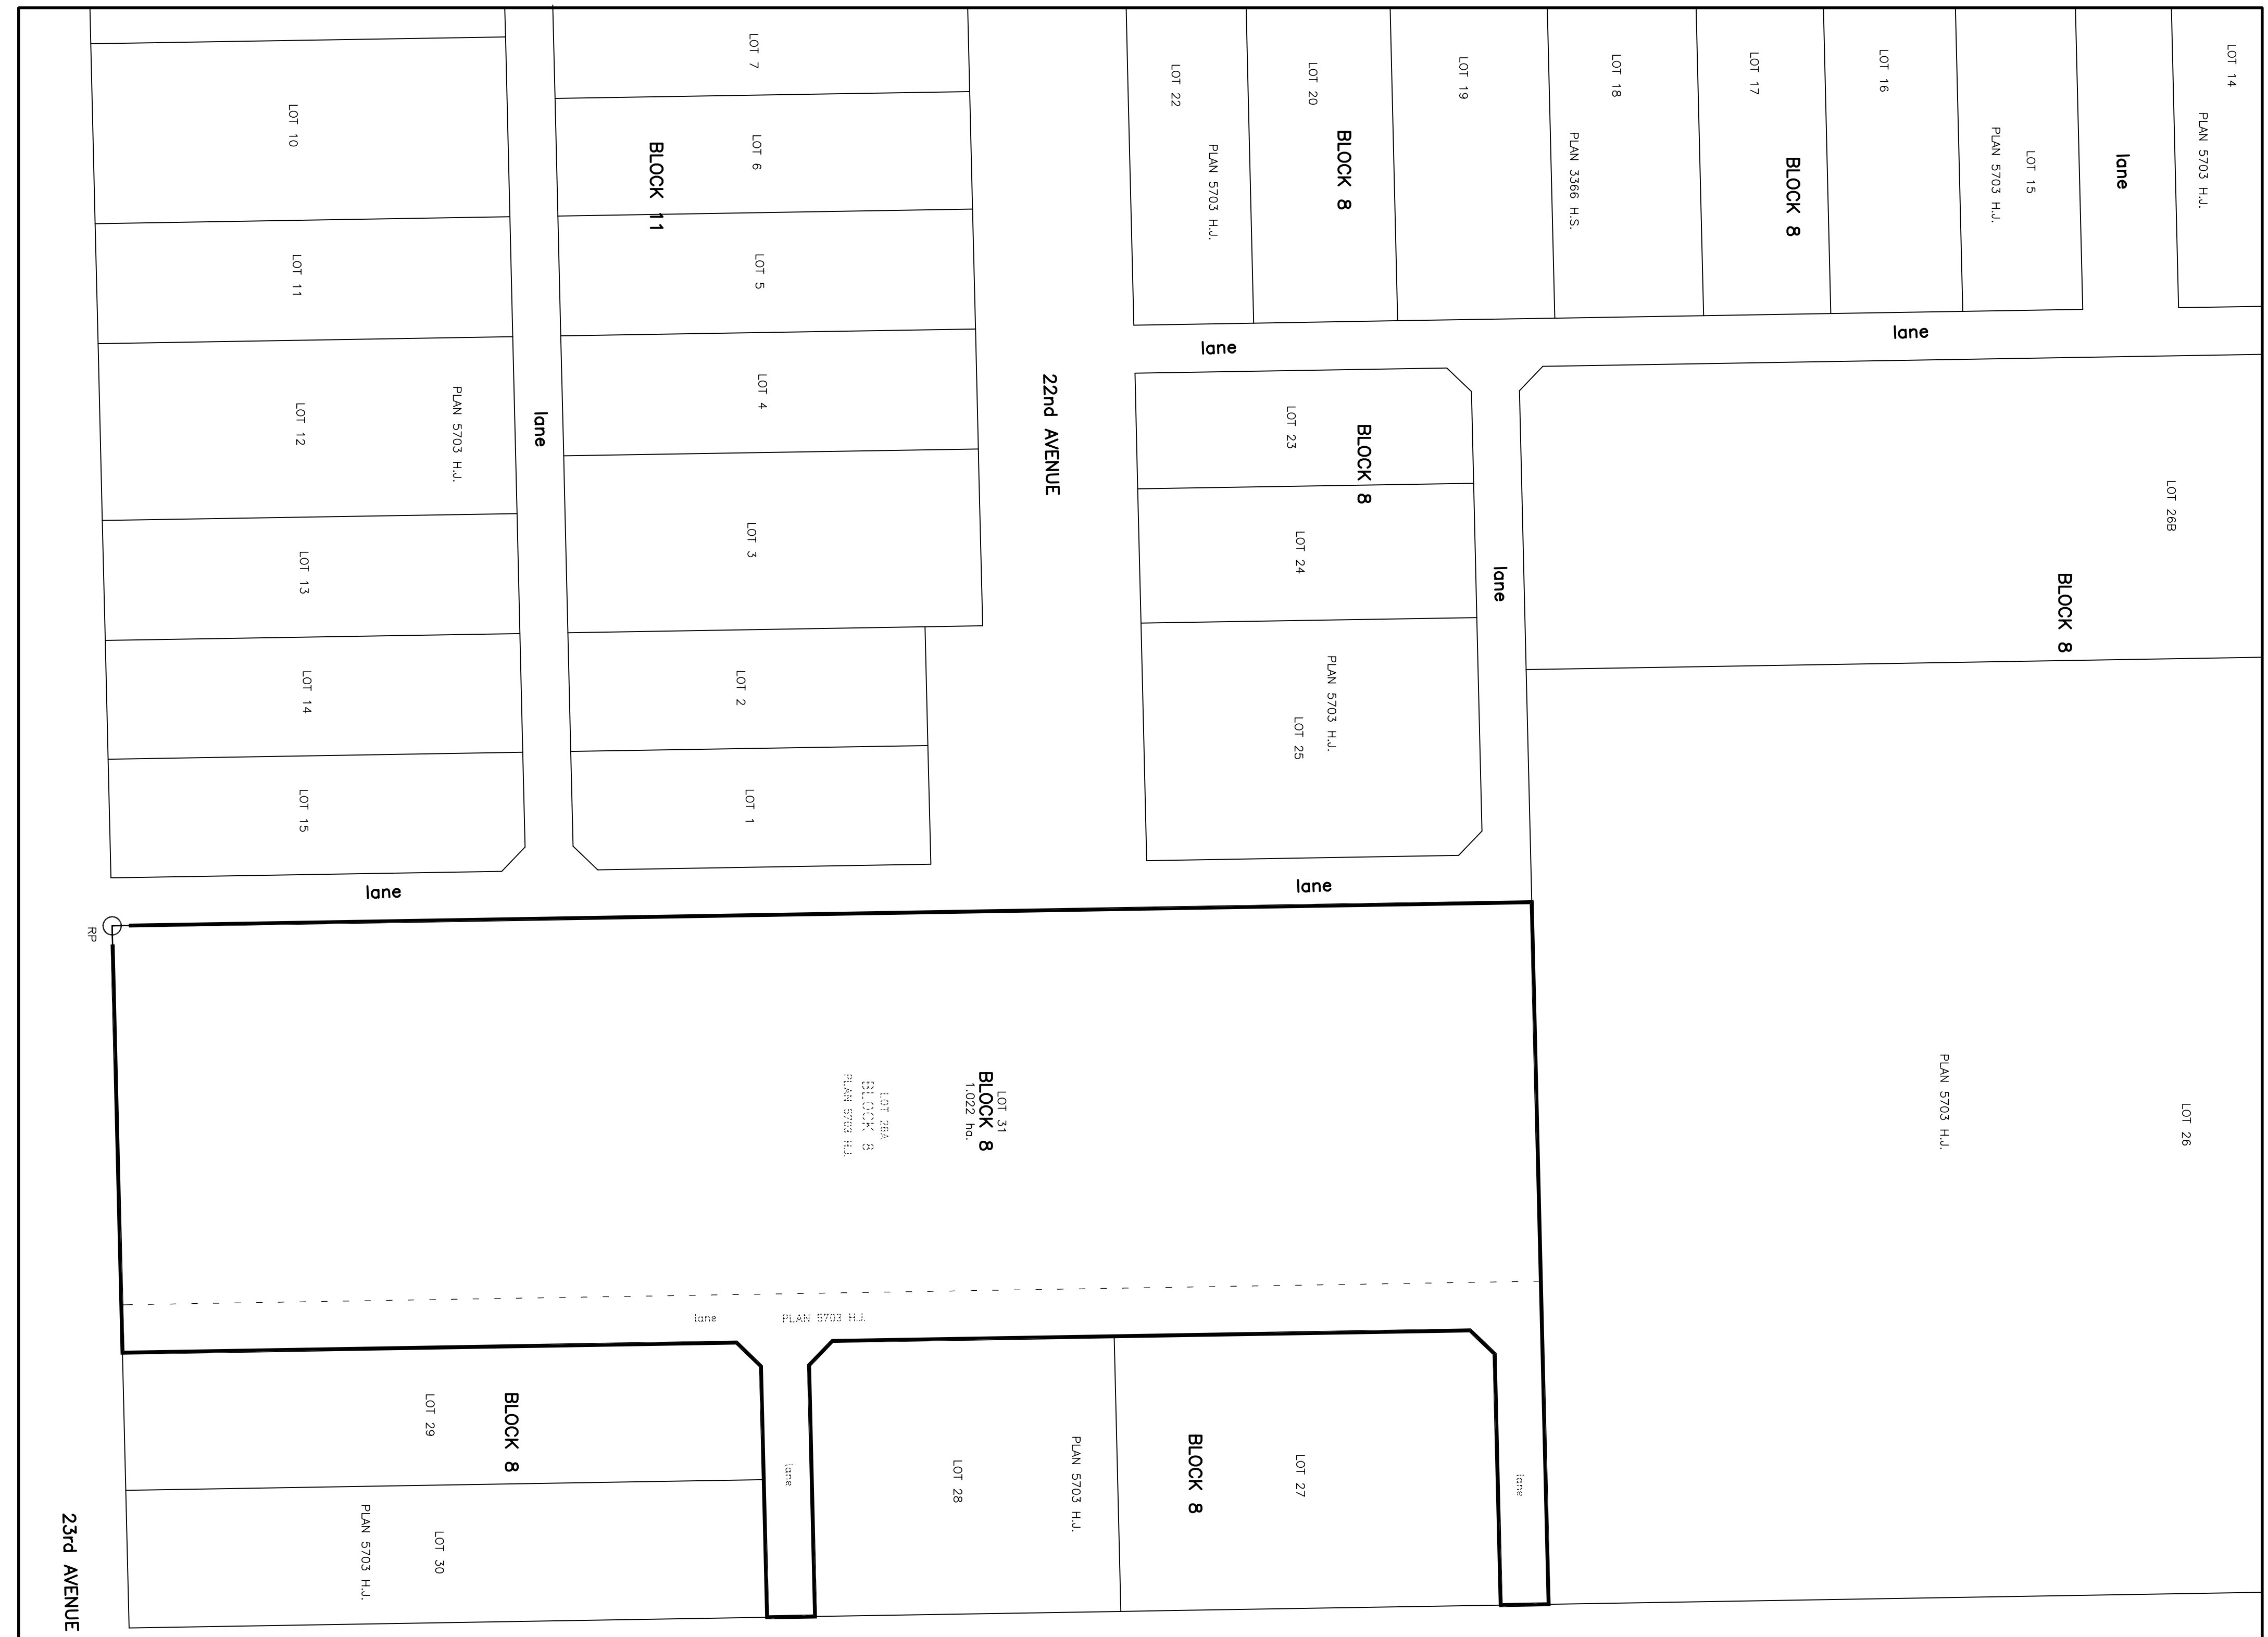 LOT 7
LOT 22
LOT 20
LOT 19
LOT 18
LOT 17
LOT 16
LOT 14
PLAN 5703 H.J.
LOT 10
BLOCK 11
LOT 6
PLAN 5703 H.J.
BLOCK 8
PLAN 3366 H.S.
BLOCK 8
PLAN 5703 H.J.
LOT 15
lane
LOT 11
LOT 5
lane
lane
LOT 12
PLAN 5703 H.J.
lane
LOT 4
22nd AVENUE
LOT 23
BLOCK 8
LOT 26B
LOT 13
LOT 3
LOT 24
lane
BLOCK 8
LOT 14
LOT 2
PLAN 5703 H.J.
LOT 25
LOT 15
LOT 1
lane
lane
RP
LOT 31
BLOCK 8
1.022 ha.
LOT 26A
BLOCK 8
PLAN 5703 H.J.
PLAN 5703 H.J.
LOT 26
lane
PLAN 5703 H.J.
LOT 29
BLOCK 8
lane
LOT 28
PLAN 5703 H.J.
BLOCK 8
LOT 27
lane
23rd AVENUE
PLAN 5703 H.J.
LOT 30